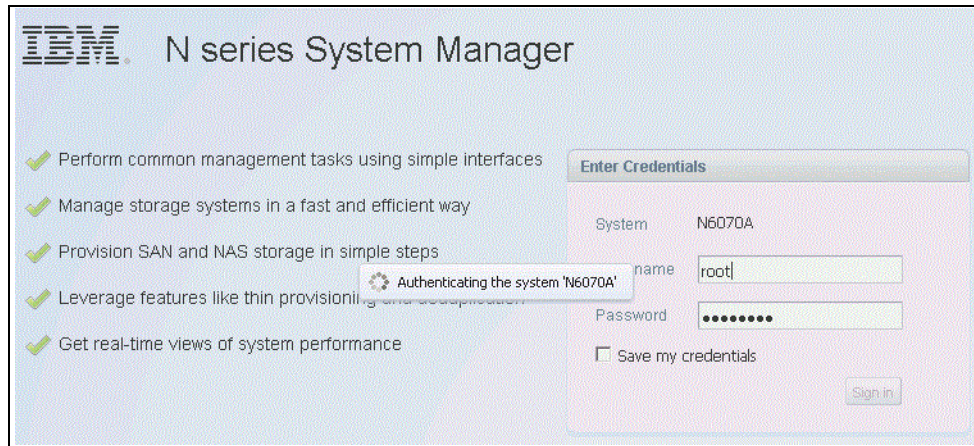 IBM. N series System Manager
Perform common management tasks using simple interfaces
Manage storage systems in a fast and efficient way
Provision SAN and NAS storage in simple steps
Leverage features like thin provisioning and deduplication
Get real-time views of system performance
Enter Credentials
System N6070A
name root
Authenticating the system 'N6070A'
Password ••••••••
Save my credentials
Sign in